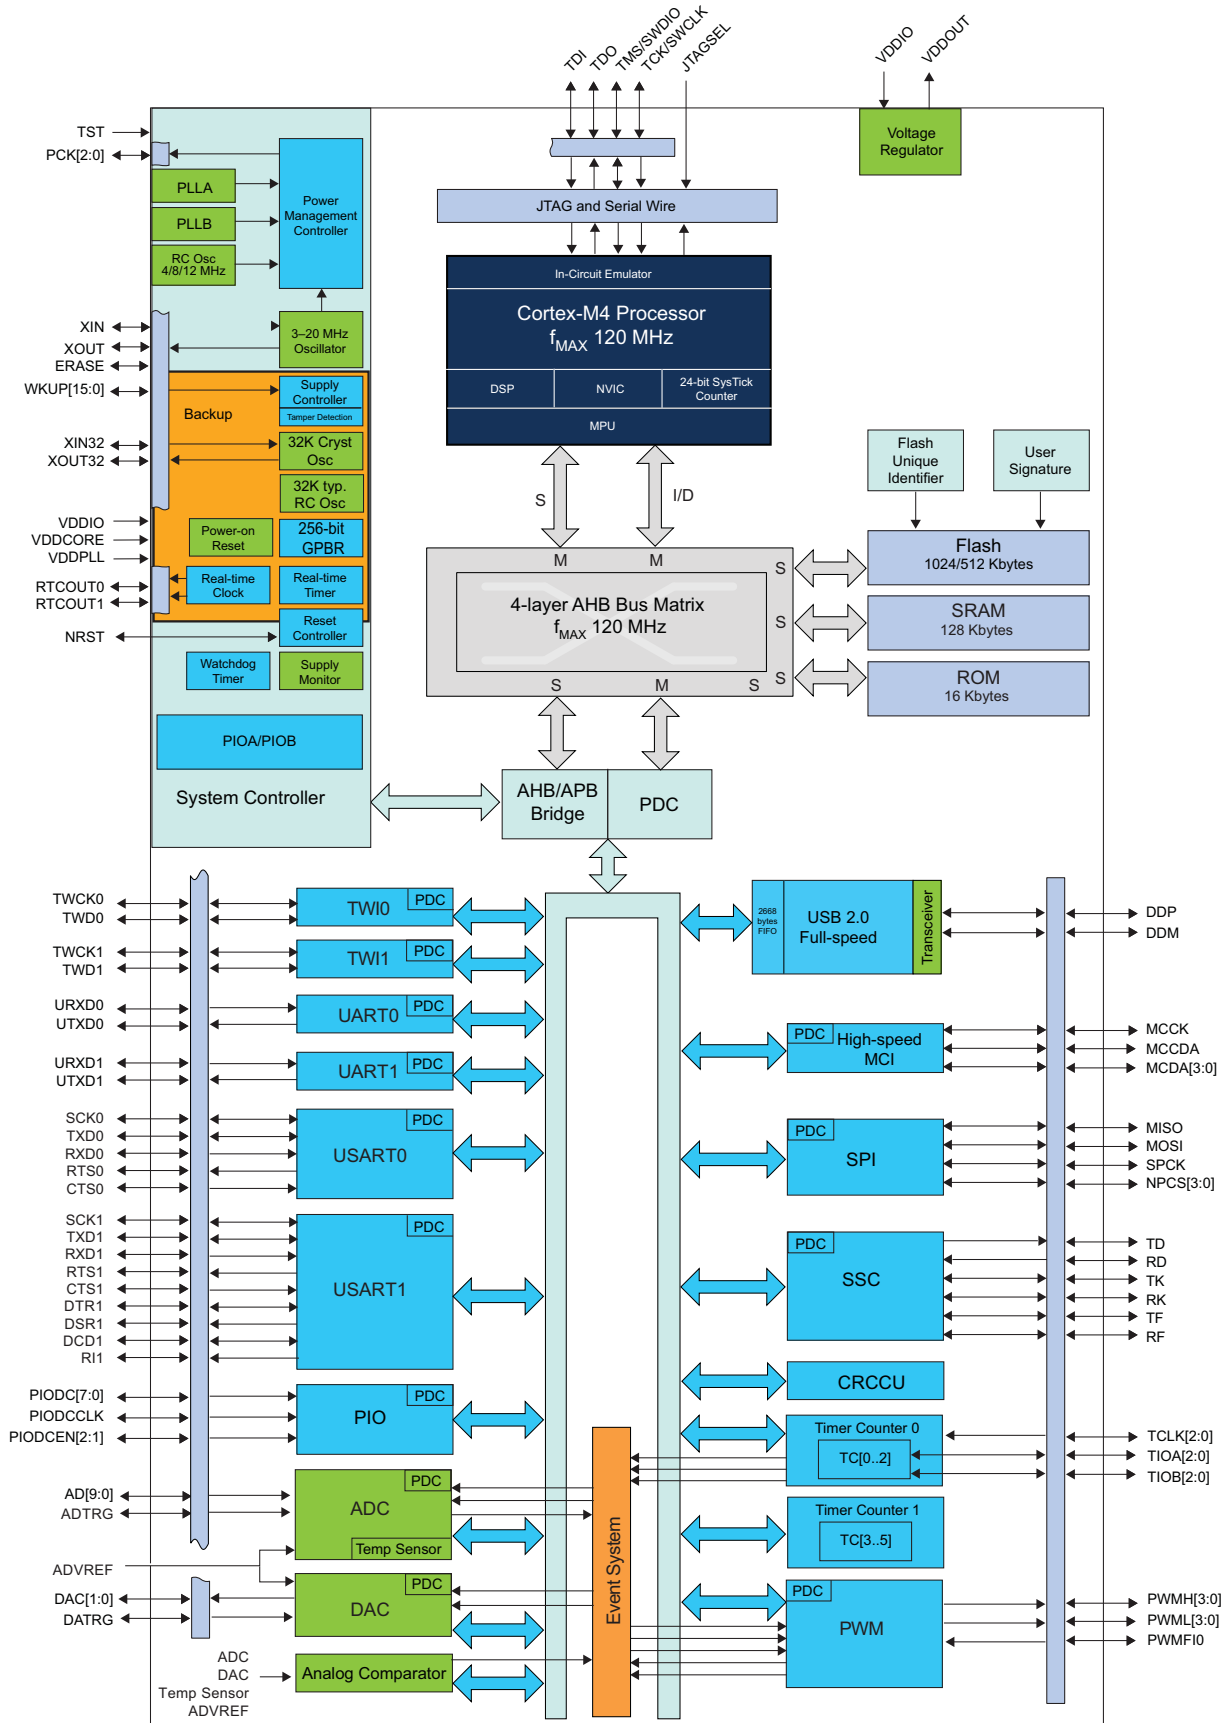 TDI
TDO
TMS/SWDIO
TCK/SWCLK
JTAGSEL
VDDIO
VDDOUT
TST
PCK[2:0]
PLLA
PLLB
RC Osc
4/8/12 MHz
Power
Management
Controller
Voltage
Regulator
JTAG and Serial Wire
In-Circuit Emulator
Cortex-M4 Processor
fMAX 120 MHz
DSP
NVIC
24-bit SysTick
Counter
MPU
XIN
XOUT
ERASE
WKUP[15:0]
3–20 MHz
Oscillator
Backup
Supply
Controller
Tamper Detection
XIN32
XOUT32
32K Cryst
Osc
32K typ.
RC Osc
VDDIO
VDDCORE
VDDPLL
Power-on
Reset
256-bit
GPBR
RTCOUT0
RTCOUT1
Real-time
Clock
Real-time
Timer
NRST
Reset
Controller
Watchdog
Timer
Supply
Monitor
PIOA/PIOB
System Controller
S
I/D
M
M
S
S
S
S
M
S
4-layer AHB Bus Matrix
fMAX 120 MHz
Flash
Unique
Identifier
User
Signature
Flash
1024/512 Kbytes
SRAM
128 Kbytes
ROM
16 Kbytes
AHB/APB
Bridge
PDC
TWCK0
TWD0
TWI0
PDC
TWCK1
TWD1
TWI1
PDC
URXD0
UTXD0
UART0
PDC
URXD1
UTXD1
UART1
PDC
SCK0
TXD0
RXD0
RTS0
CTS0
USART0
PDC
SCK1
TXD1
RXD1
RTS1
CTS1
DTR1
DSR1
DCD1
RI1
USART1
PDC
PIODC[7:0]
PIODCCLK
PIODCEN[2:1]
PIO
PDC
AD[9:0]
ADTRG
ADC
PDC
Temp Sensor
ADVREF
DAC[1:0]
DATRG
DAC
PDC
ADC
DAC
Temp Sensor
ADVREF
Analog Comparator
Event System
2668
bytes
FIFO
USB 2.0
Full-speed
Transceiver
DDP
DDM
PDC
High-speed
MCI
MCCK
MCCDA
MCDA[3:0]
PDC
SPI
MISO
MOSI
SPCK
NPCS[3:0]
PDC
SSC
TD
RD
TK
RK
TF
RF
CRCCU
Timer Counter 0
TC[0..2]
TCLK[2:0]
TIOA[2:0]
TIOB[2:0]
Timer Counter 1
TC[3..5]
PDC
PWM
PWMH[3:0]
PWML[3:0]
PWMFI0